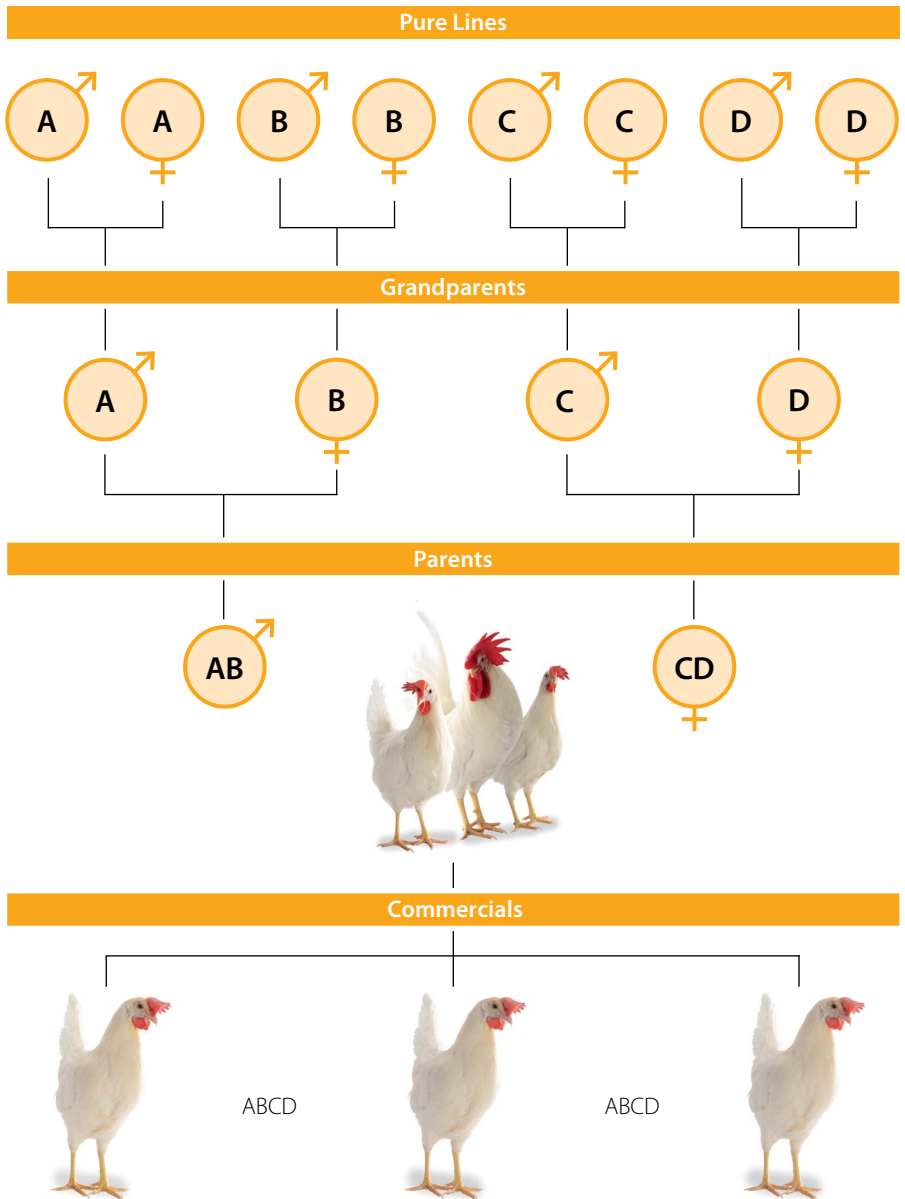 Pure Lines
A A B B C C D D
Grandparents
A B C D
Parents
AB CD
Commercials
ABCD ABCD